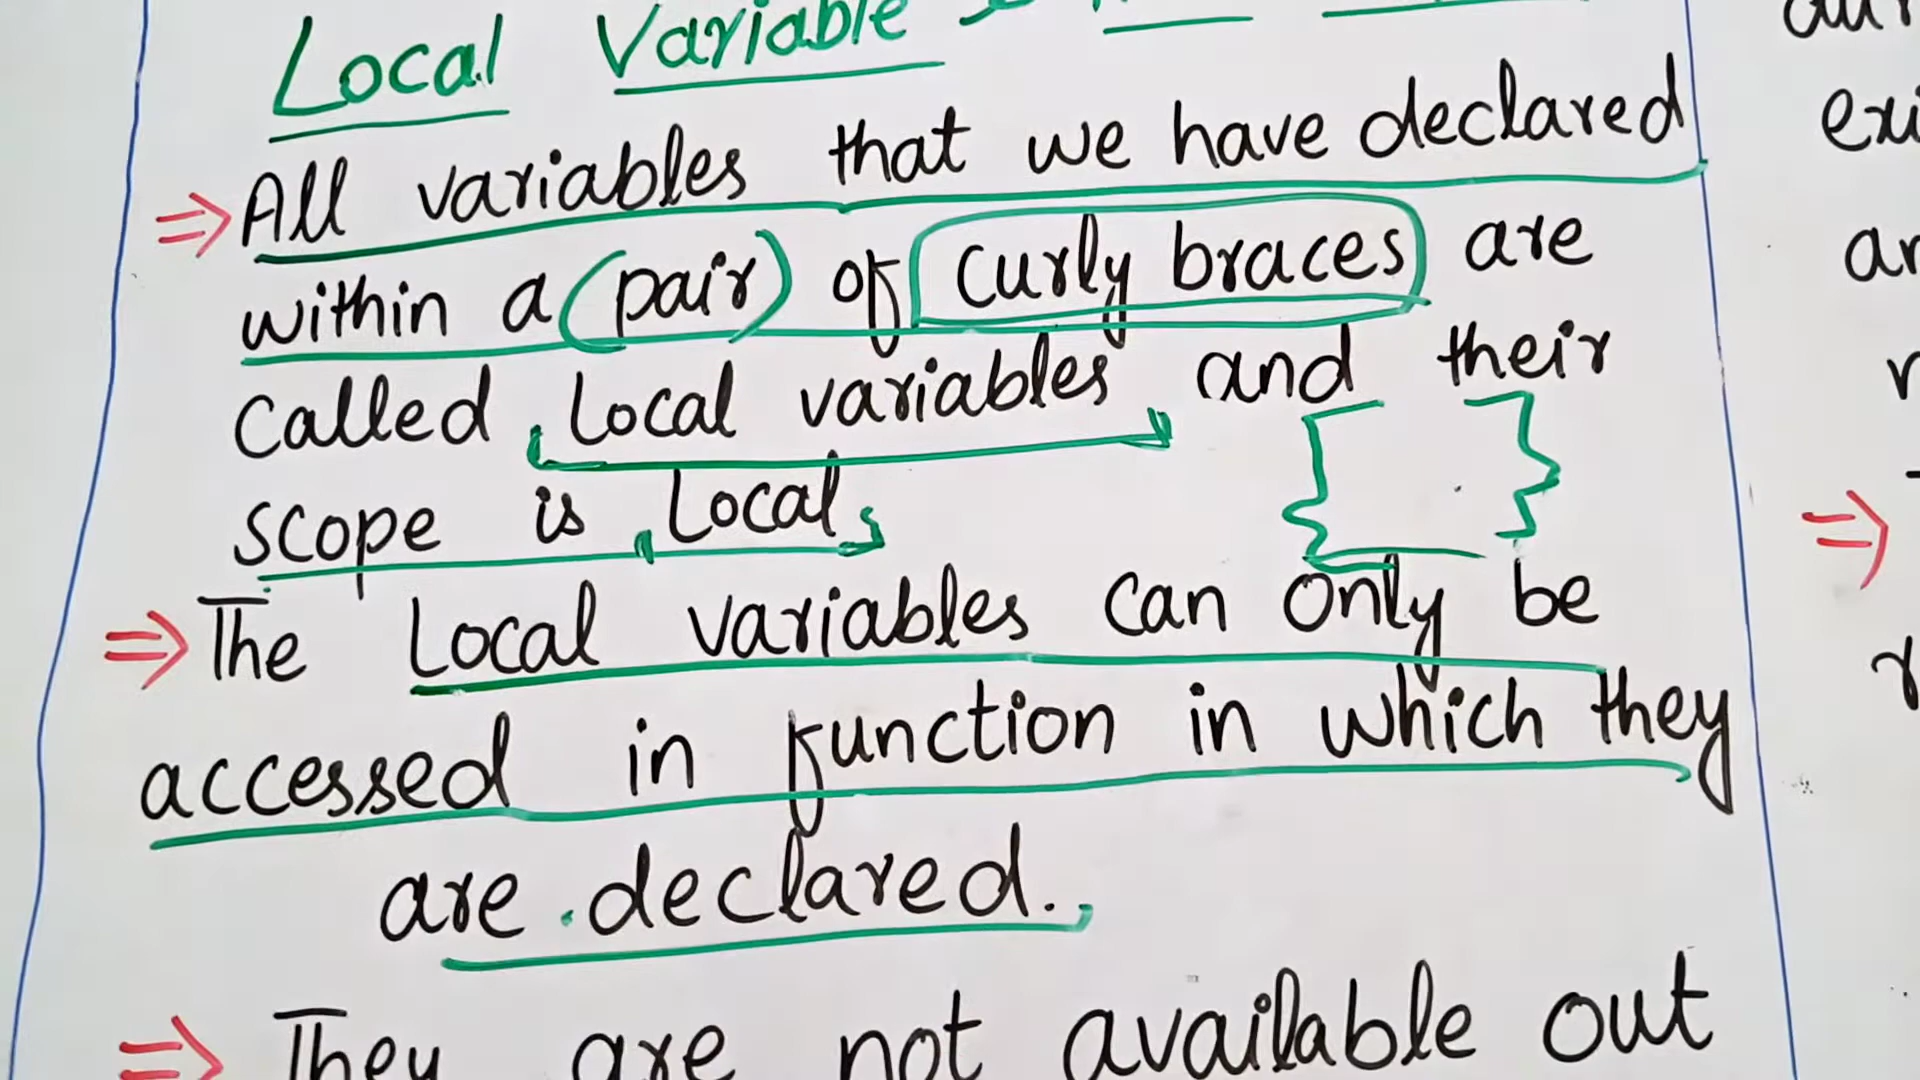 Local Variable
⇒ All variables that we have declared
within a (pair) of curly braces are
called local variables and their
scope is local
{ }
⇒ The Local variables can only be
accessed in function in which they
are declared.
⇒ They are not available out